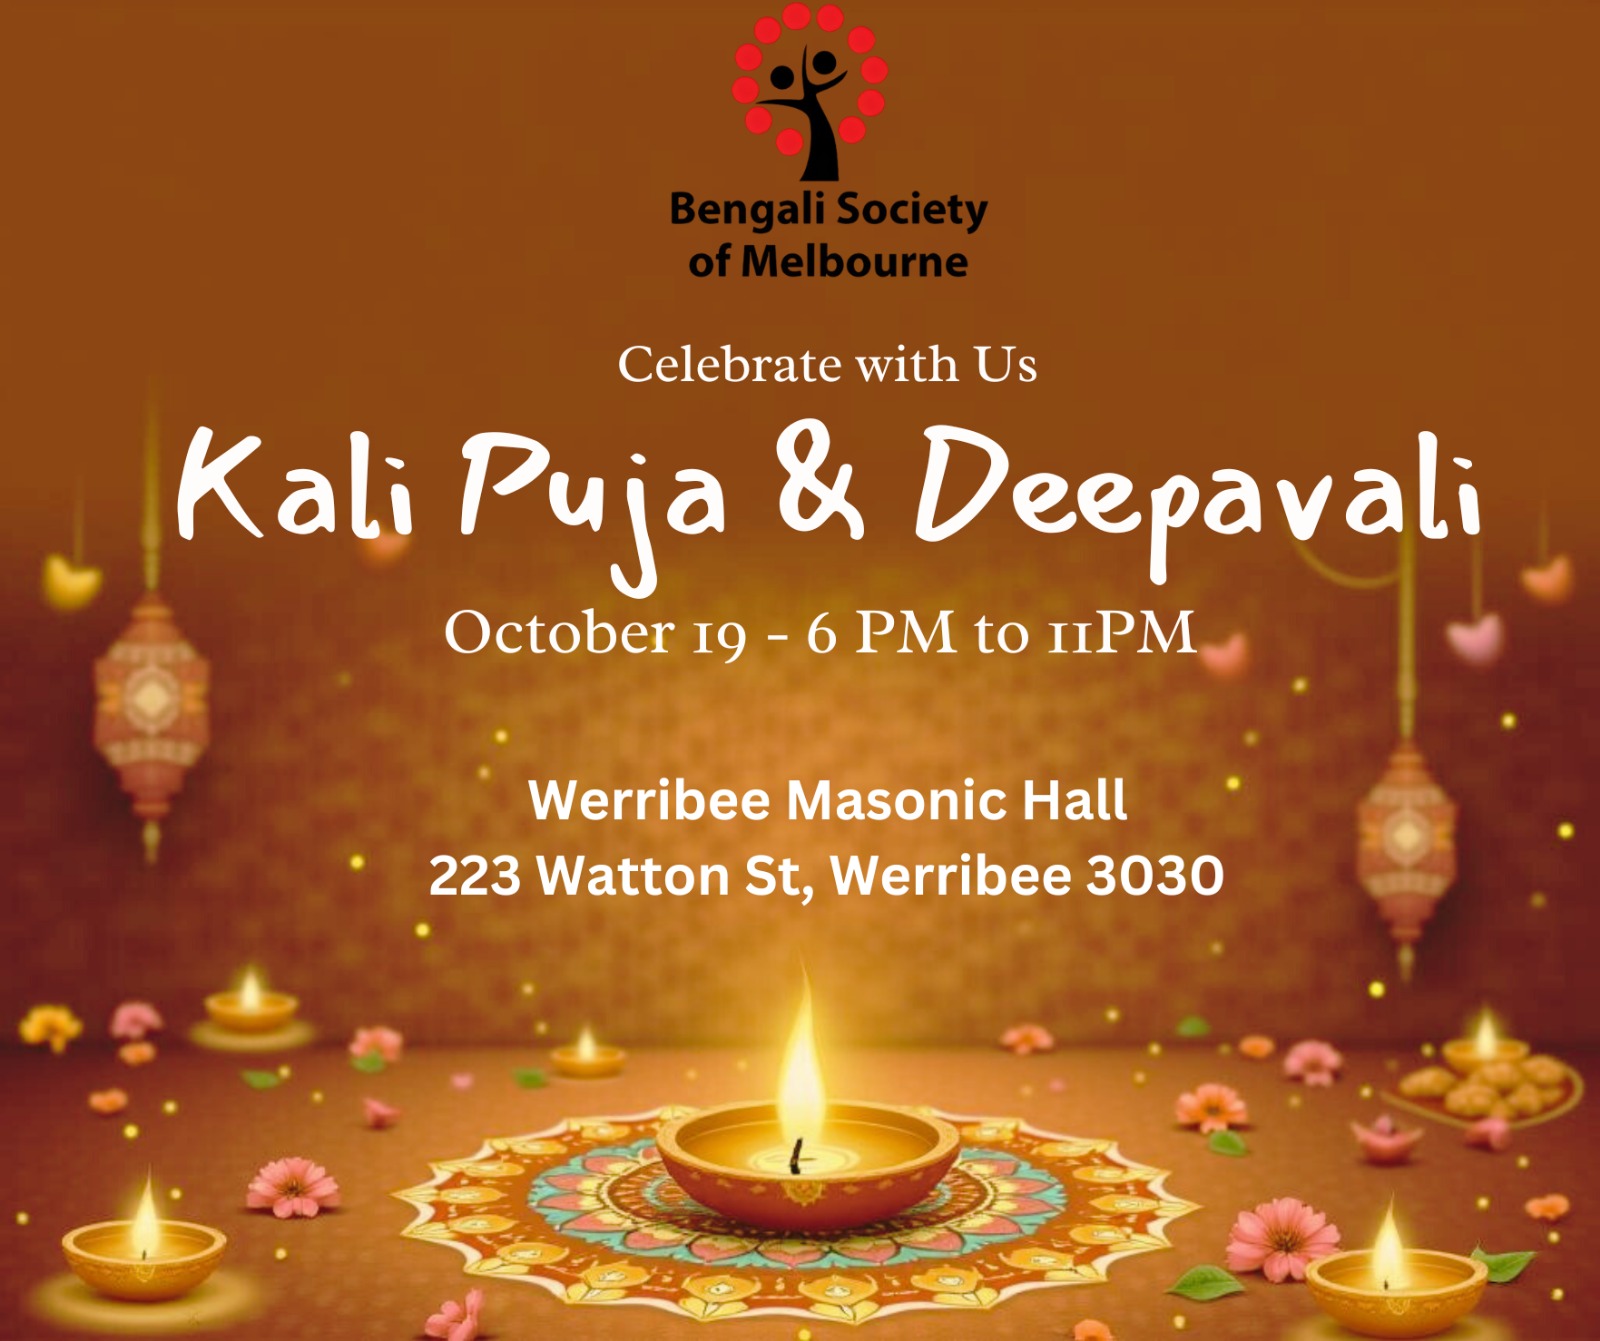 Bengali Society
of Melbourne
Celebrate with Us
Kali Puja & Deepavali
October 19 - 6 PM to 11PM
Werribee Masonic Hall
223 Watton St, Werribee 3030